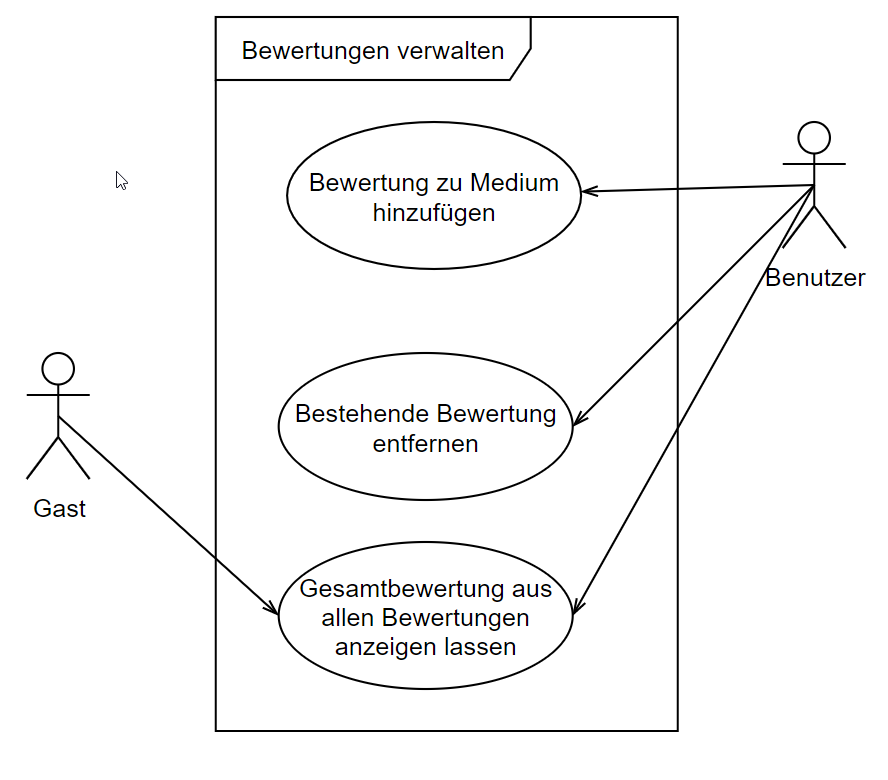 Bewertungen verwalten
Bewertung zu Medium
hinzufügen
Benutzer
Bestehende Bewertung
entfernen
Gast
Gesamtbewertung aus
allen Bewertungen
anzeigen lassen